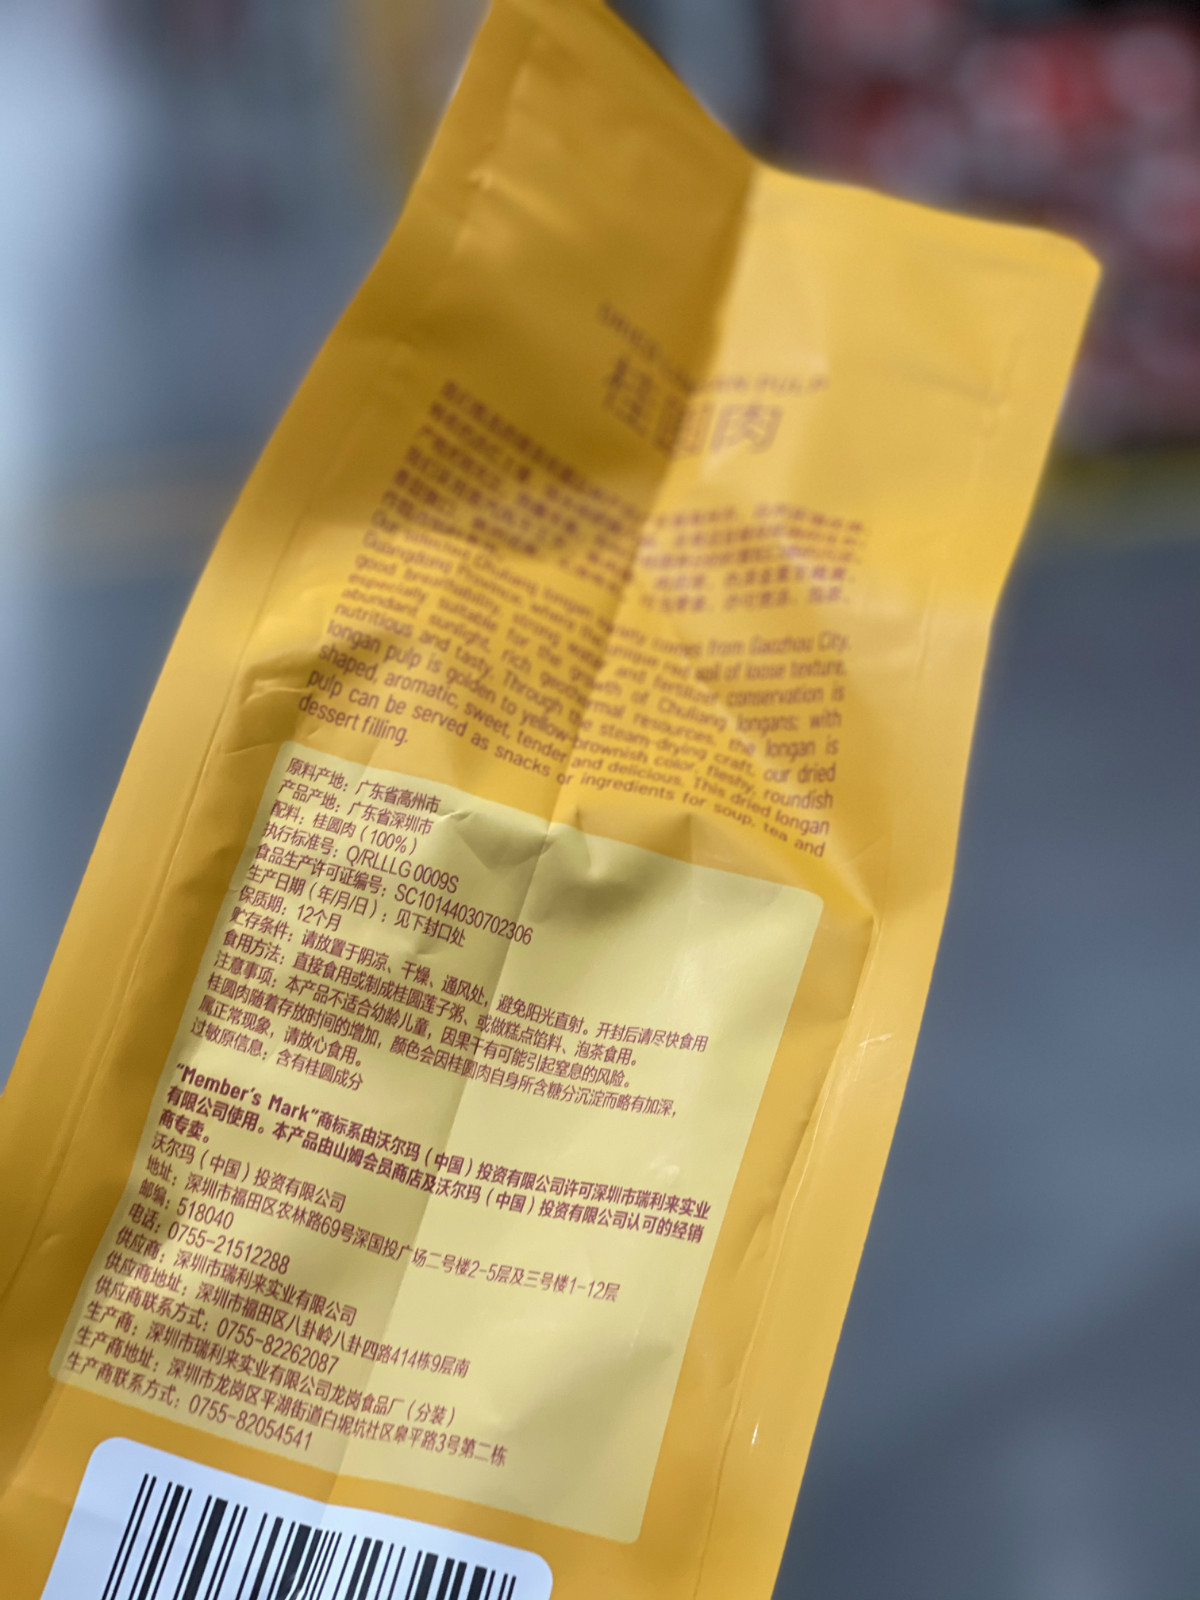 桂圆肉
Our selected Chuliang longan variety comes from Gaozhou City,
Guangdong Province, where the unique red soil of loose texture,
good breathability, strong water and fertilizer conservation is
especially suitable for the growth of Chuliang longans; with
abundant sunlight, rich geothermal resources, the longan is
nutritious and tasty. Through the steam-drying craft, our dried
longan pulp is golden to yellow-brownish color, fleshy, roundish
shaped, aromatic, sweet, tender and delicious. This dried longan
pulp can be served as snacks or ingredients for soup, tea and
dessert filling.
原料产地：广东省高州市
产品产地：广东省深圳市
配料：桂圆肉（100%）
执行标准号：Q/RLLLG 0009S
食品生产许可证编号：SC10144030702306
生产日期（年/月/日）：见下封口处
保质期：12个月
贮存条件：请放置于阴凉、干燥、通风处，避免阳光直射。开封后请尽快食用
食用方法：直接食用或制成桂圆莲子粥、或做糕点馅料、泡茶食用。
注意事项：本产品不适合幼龄儿童，因果干有可能引起窒息的风险。
桂圆肉随着存放时间的增加，颜色会因桂圆肉自身所含糖分沉淀而略有加深，
属正常现象，请放心食用。
过敏原信息：含有桂圆成分
“Member's Mark”商标系由沃尔玛（中国）投资有限公司许可深圳市瑞利来实业
有限公司使用。本产品由山姆会员商店及沃尔玛（中国）投资有限公司认可的经销
商专卖。
沃尔玛（中国）投资有限公司
地址：深圳市福田区农林路69号深国投广场二号楼2-5层及三号楼1-12层
邮编：518040
电话：0755-21512288
供应商：深圳市瑞利来实业有限公司
供应商地址：深圳市福田区八卦岭八卦四路414栋9层南
供应商联系方式：0755-82262087
生产商：深圳市瑞利来实业有限公司龙岗食品厂（分装）
生产商地址：深圳市龙岗区平湖街道白坭坑社区皋平路3号第二栋
生产商联系方式：0755-82054541